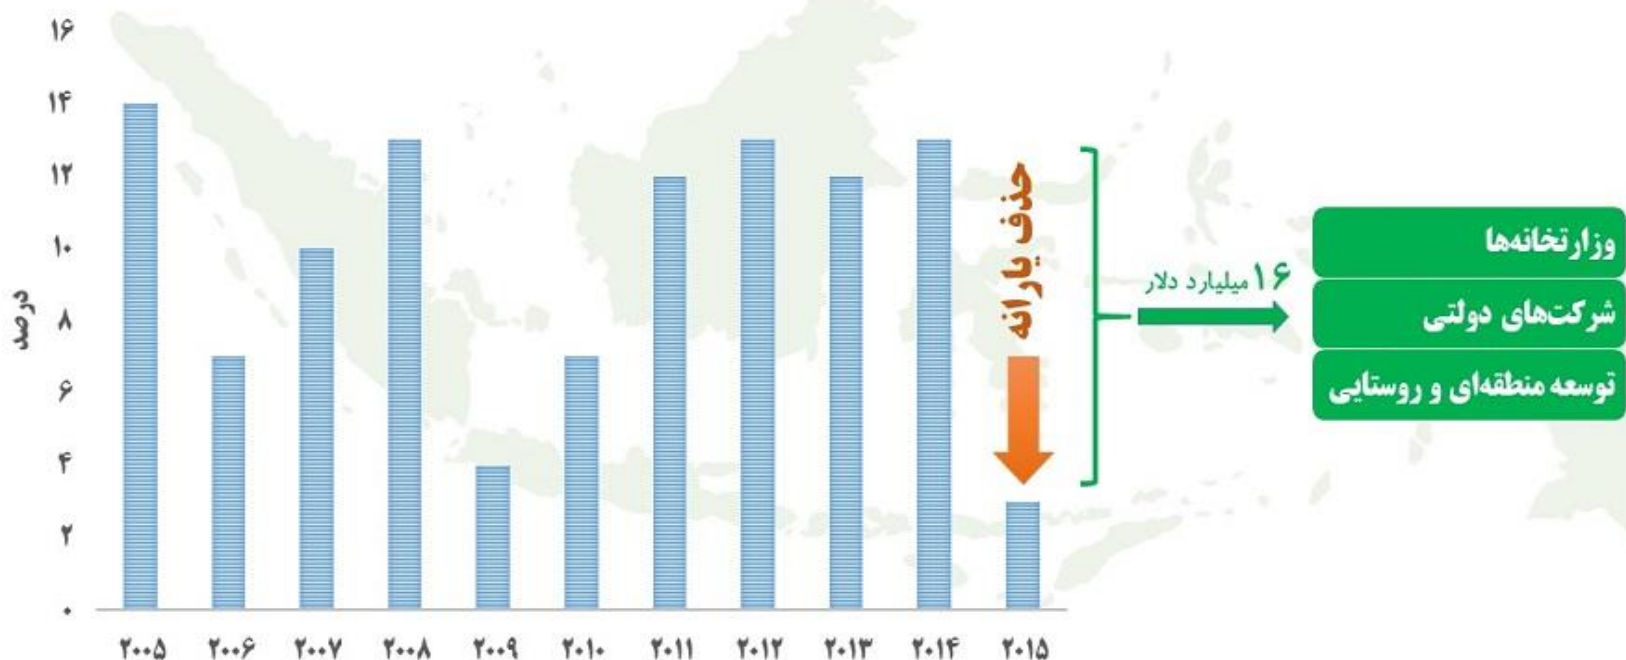 ۱۶
۱۴
۱۲
۱۰
۸
۶
۴
۲
۰
درصد
۲۰۰۵ ۲۰۰۶ ۲۰۰۷ ۲۰۰۸ ۲۰۰۹ ۲۰۱۰ ۲۰۱۱ ۲۰۱۲ ۲۰۱۳ ۲۰۱۴ ۲۰۱۵
حذف یارانه
۱۶ میلیارد دلار
وزارتخانه‌ها
شرکت‌های دولتی
توسعه منطقه‌ای و روستایی